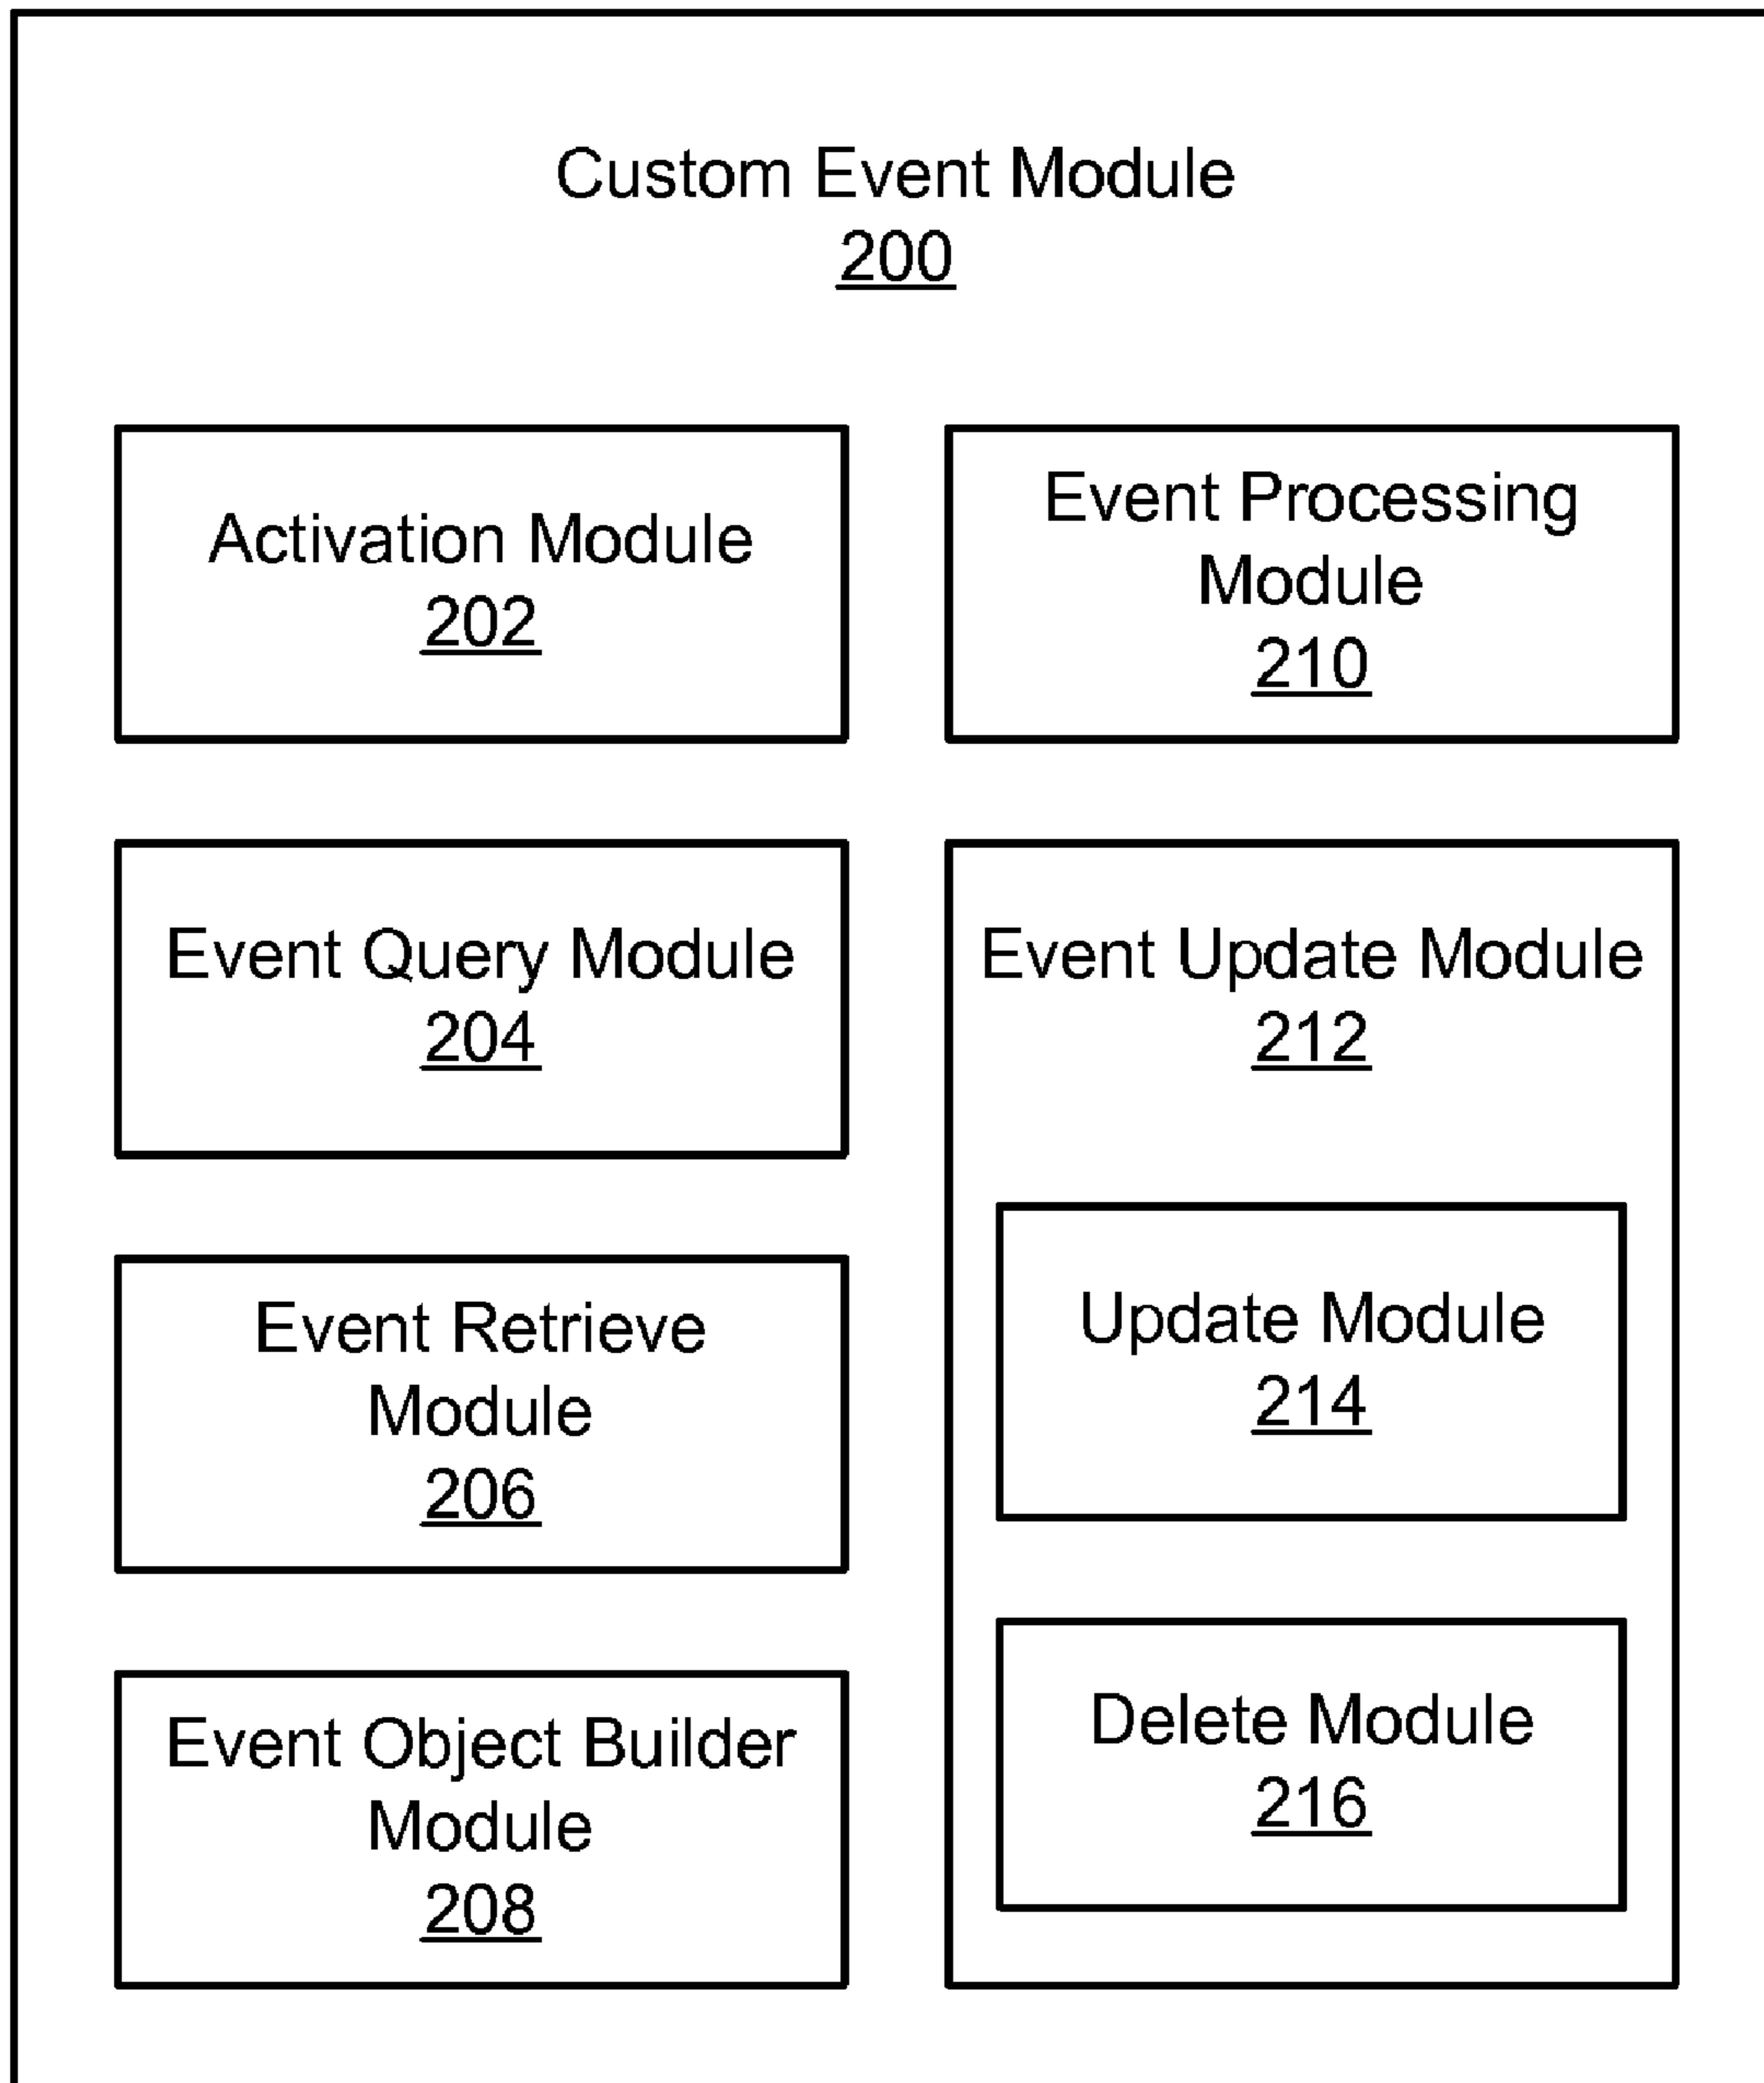 Custom Event Module
200
Activation Module
202
Event Query Module
204
Event Retrieve
Module
206
Event Object Builder
Module
208
Event Processing
Module
210
Event Update Module
212
Update Module
214
Delete Module
216